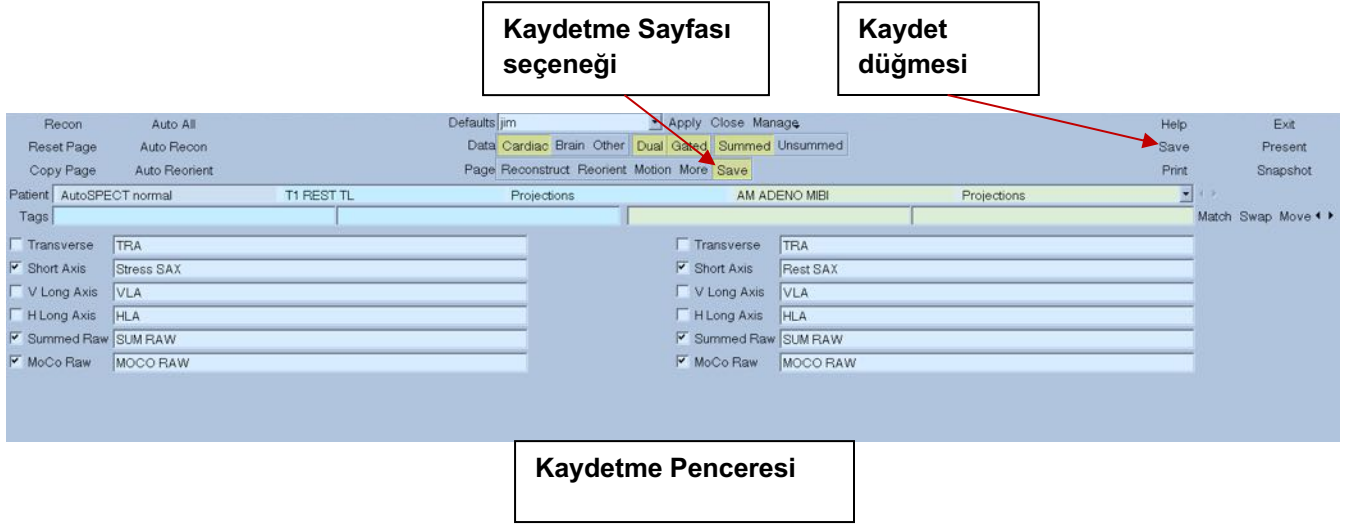 Kaydetme Sayfası
seçeneği
Kaydet
düğmesi
Recon Auto All Defaults jim Apply Close Manage Help Exit
Reset Page Auto Recon Data Cardiac Brain Other Dual Gated Summed Unsummed Save Present
Copy Page Auto Reorient Page Reconstruct Reorient Motion More Save Print Snapshot
Patient AutoSPECT normal T1 REST TL Projections AM ADENO MIBI Projections
Tags Match Swap Move
Transverse TRA Transverse TRA
Short Axis Stress SAX Short Axis Rest SAX
V Long Axis VLA V Long Axis VLA
H Long Axis HLA H Long Axis HLA
Summed Raw SUM RAW Summed Raw SUM RAW
MoCo Raw MOCO RAW MoCo Raw MOCO RAW
Kaydetme Penceresi